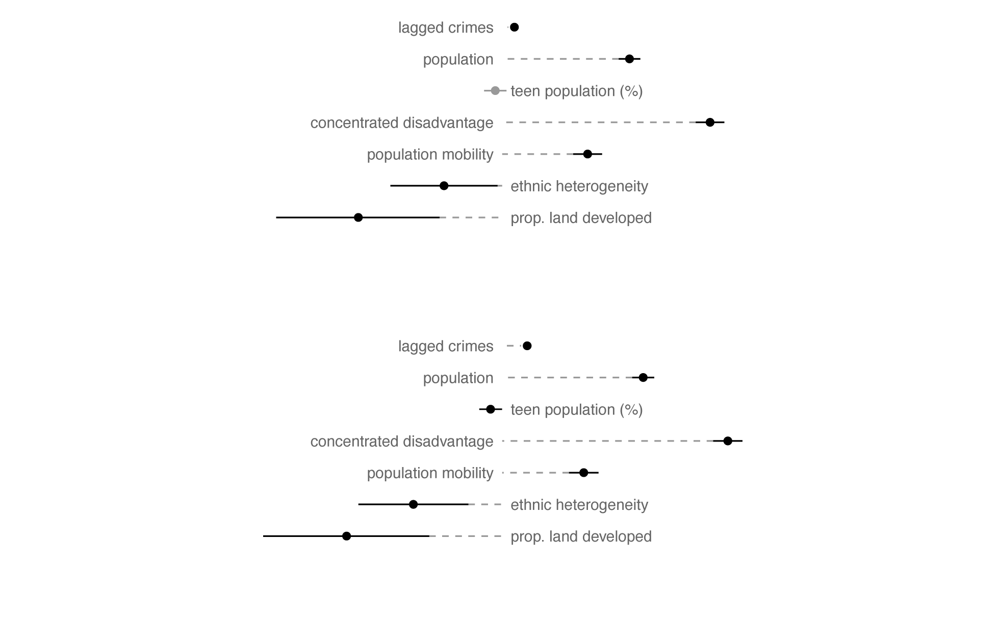 lagged crimes
population
teen population (%)
concentrated disadvantage
population mobility
ethnic heterogeneity
prop. land developed
lagged crimes
population
teen population (%)
concentrated disadvantage
population mobility
ethnic heterogeneity
prop. land developed